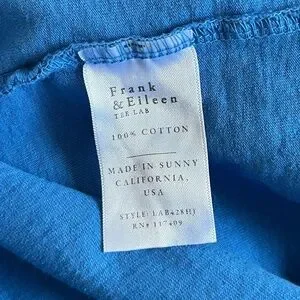 Frank
& Eileen
TEE LAB
100% COTTON
MADE IN SUNNY
CALIFORNIA,
USA
STYLE: LAB428HJ
RN# 117409